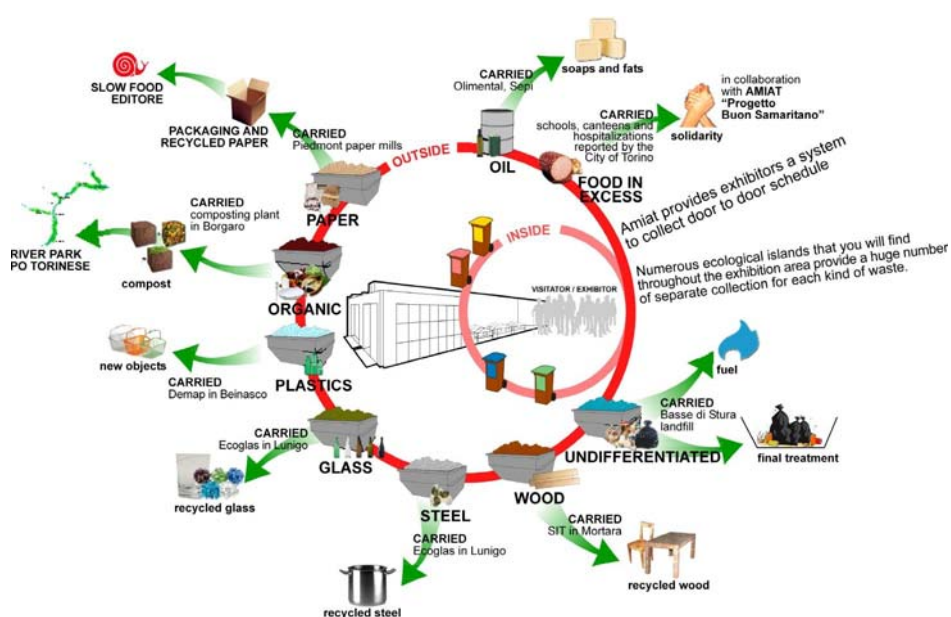 SLOW FOOD
EDITORE
PACKAGING AND
RECYCLED PAPER
CARRIED
Piedmont paper mills
PAPER
OUTSIDE
CARRIED
Olimental, Sepi
soaps and fats
OIL
CARRIED
schools, canteens and
hospitalizations
reported by the
City of Torino
FOOD IN
EXCESS
solidarity
in collaboration
with AMIAT
"Progetto
Buon Samaritano"
Amiat provides exhibitors a system
to collect door to door schedule
Numerous ecological islands that you will find
throughout the exhibition area provide a huge number
of separate collection for each kind of waste.
INSIDE
VISITATOR / EXHIBITOR
RIVER PARK
PO TORINESE
compost
CARRIED
composting plant
in Borgaro
ORGANIC
new objects
CARRIED
Demap in Beinasco
PLASTICS
recycled glass
CARRIED
Ecoglas in Lunigo
GLASS
recycled steel
CARRIED
Ecoglas in Lunigo
STEEL
WOOD
CARRIED
SIT in Mortara
recycled wood
UNDIFFERENTIATED
CARRIED
Basse di Stura
landfill
fuel
final treatment